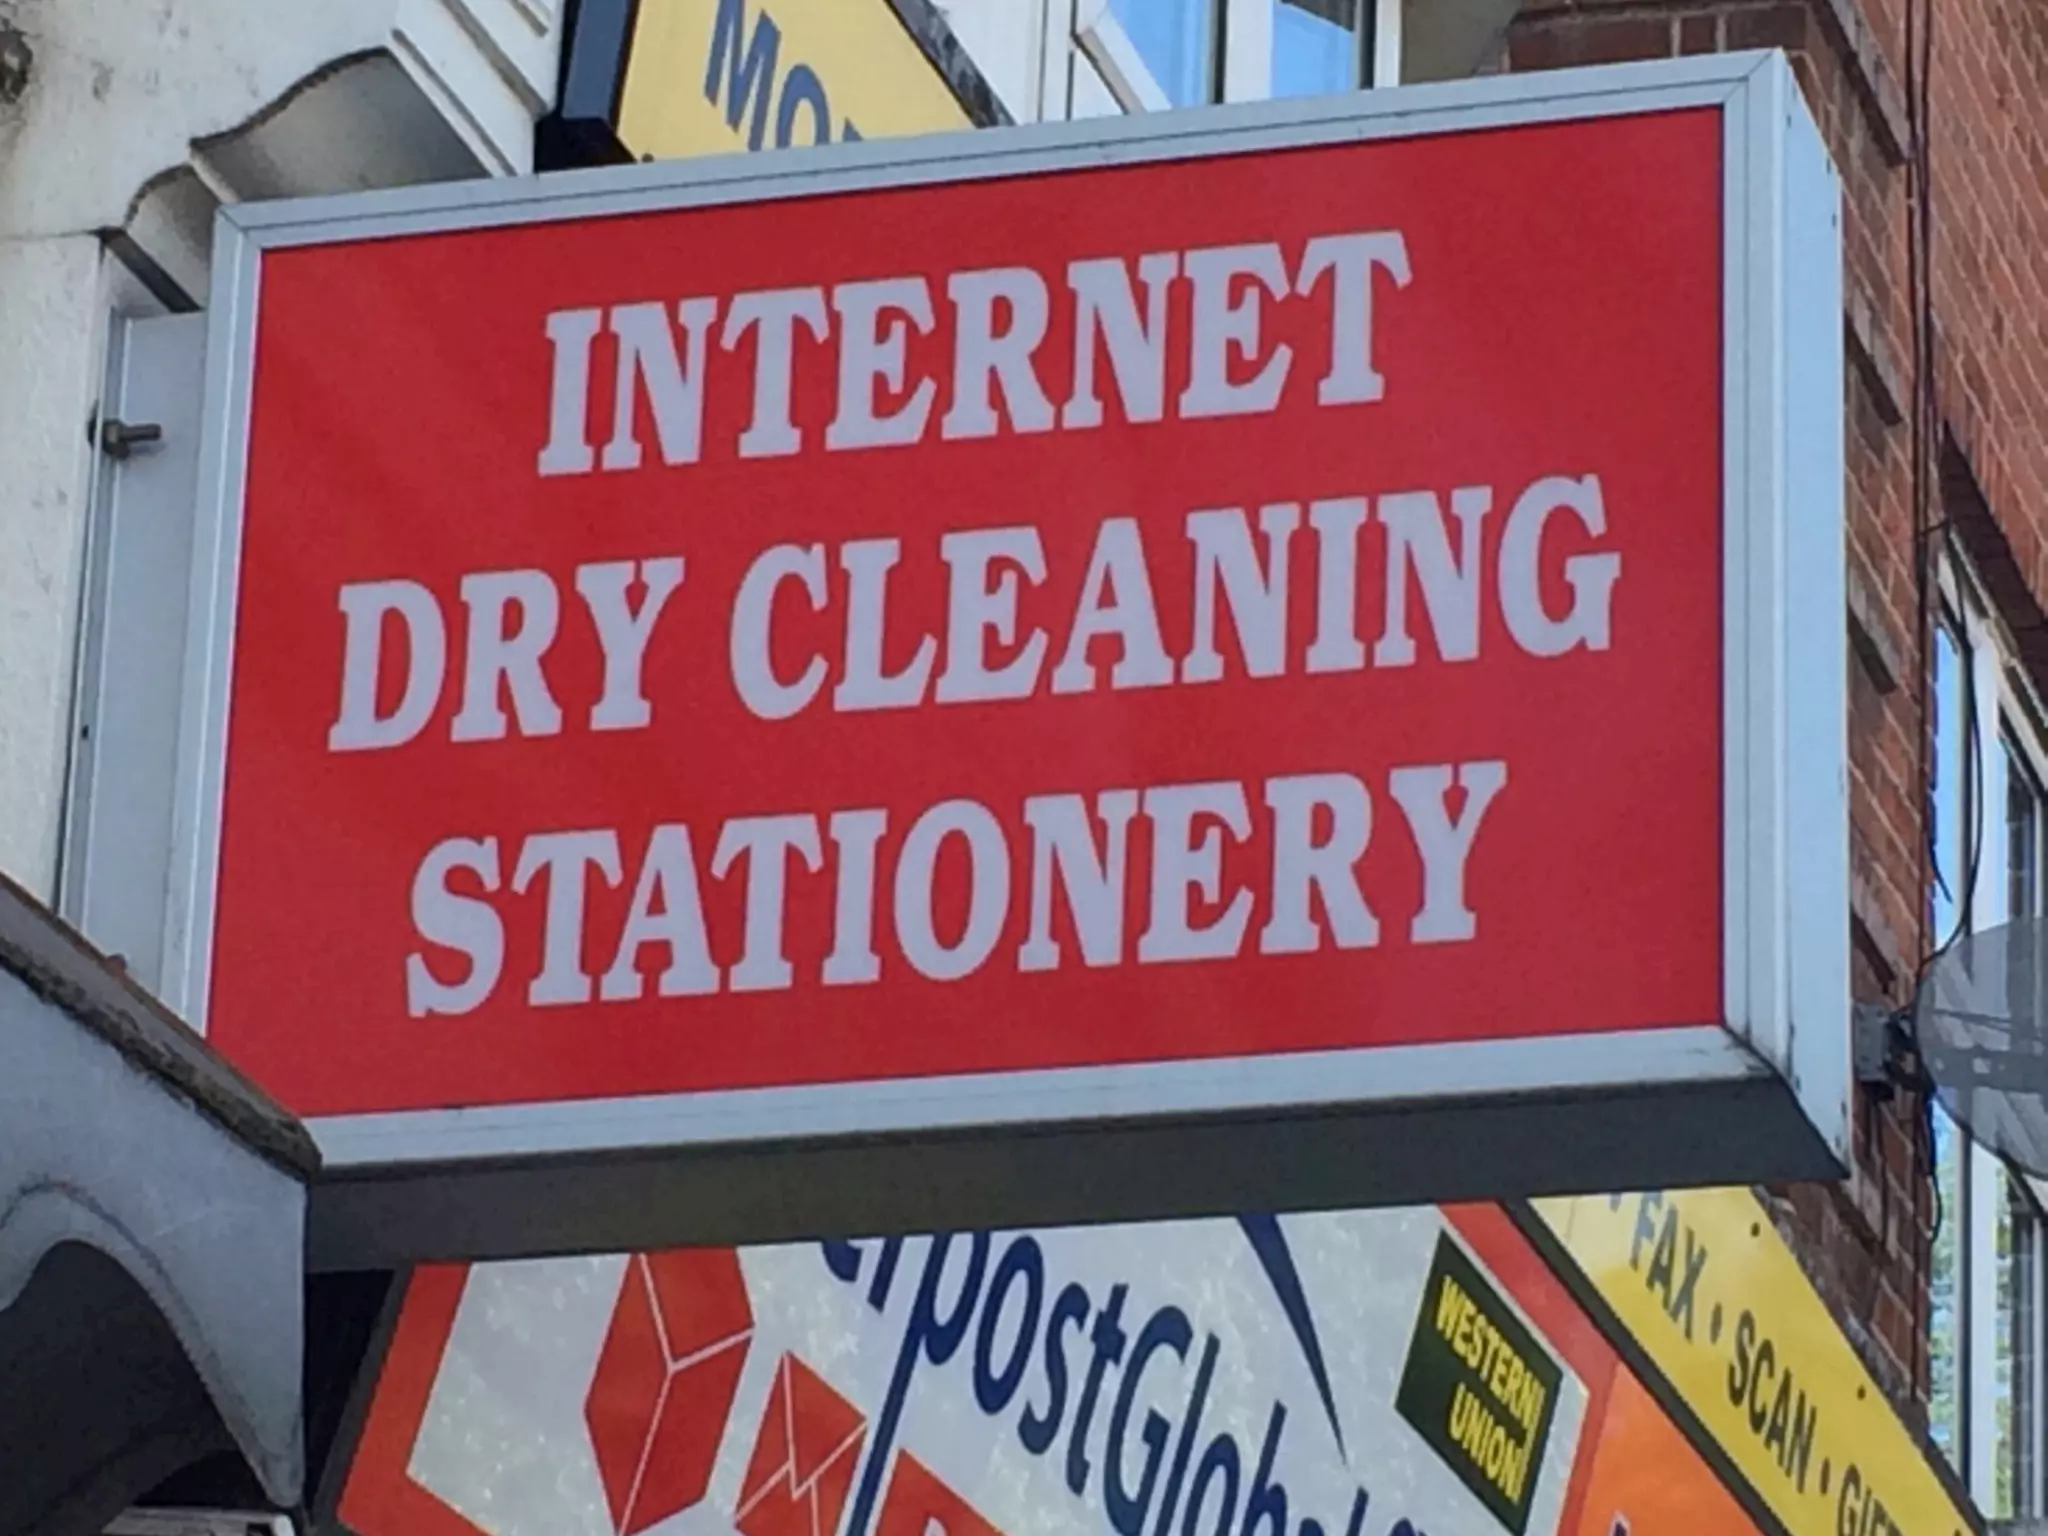 INTERNET
DRY CLEANING
STATIONERY
WESTERN
UNION
FAX • SCAN •